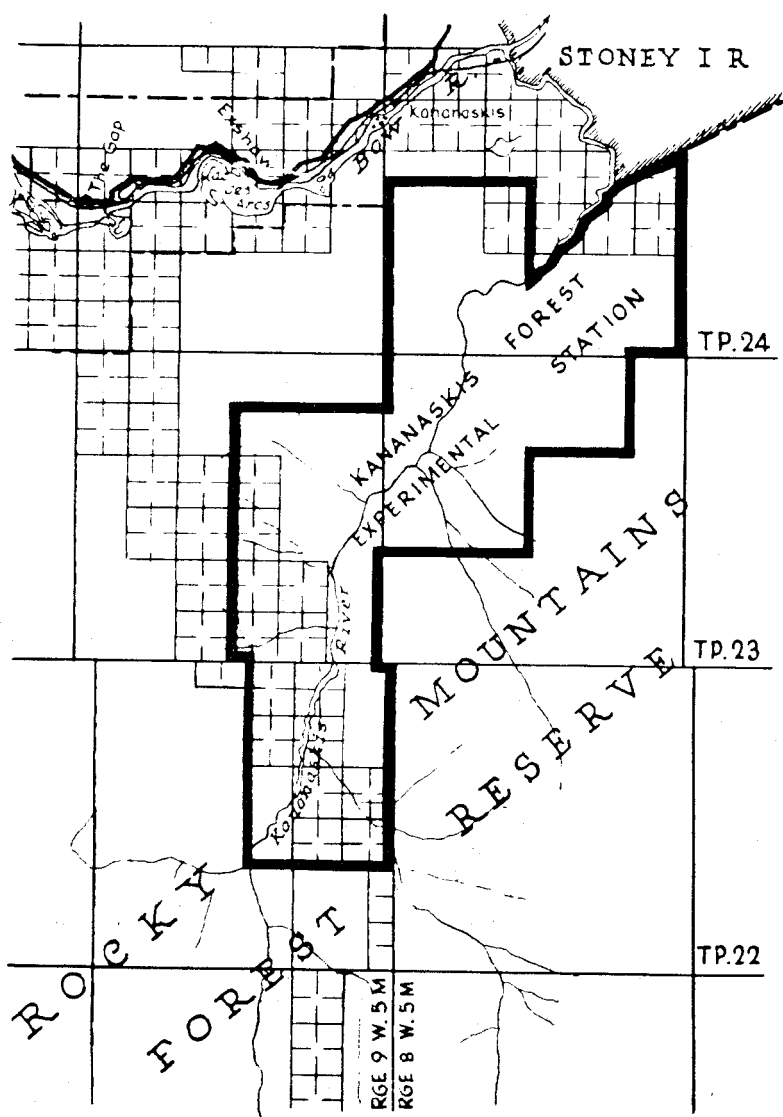 STONEY I R
Bow R.
Kananaskis
Exshaw
The Gap
Lac
Des
Arcs
FOREST
STATION
TP.24
KANANASKIS
EXPERIMENTAL
MOUNTAINS
River
TP.23
RESERVE
Kananaskis
ROCKY
FOREST
TP.22
RGE 9 W. 5 M
RGE 8 W. 5 M